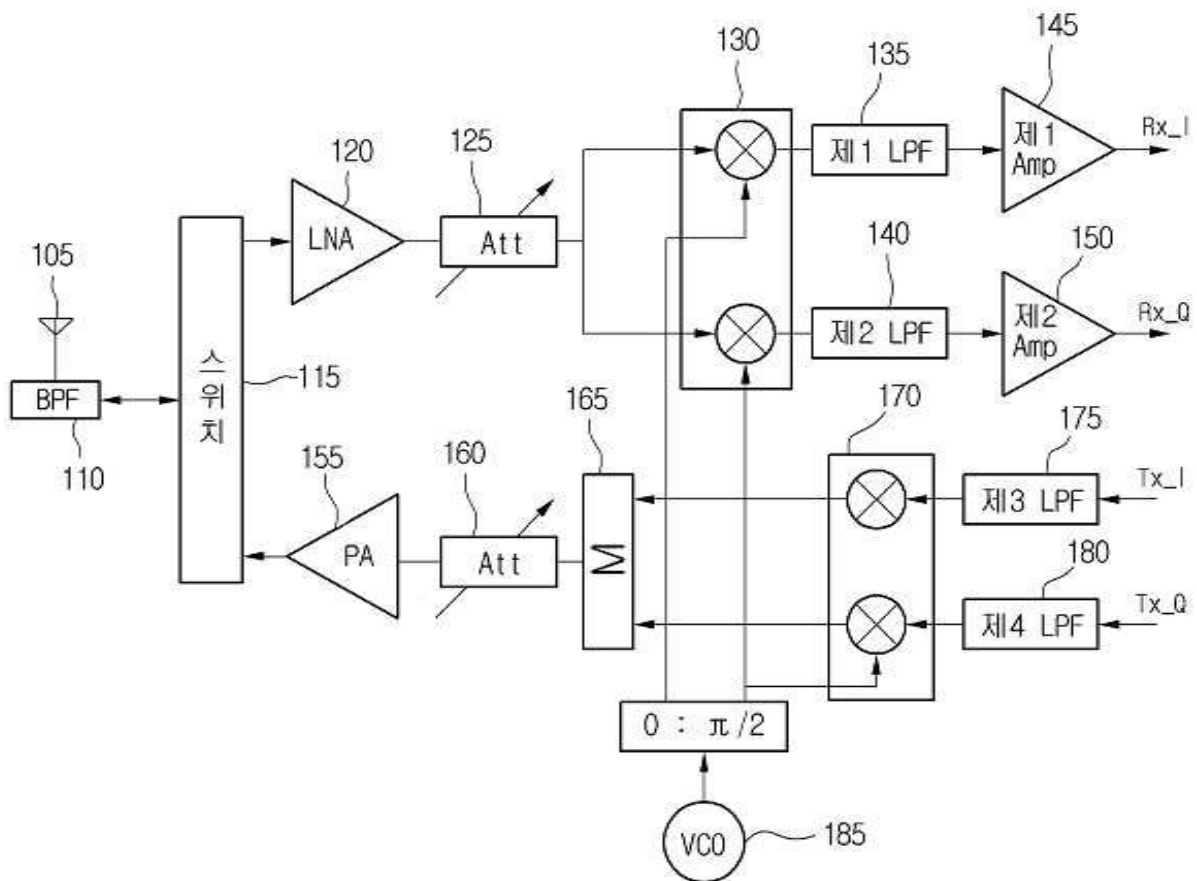 145
130
135
제1
Amp
Rx_I
제1 LPF
120
125
LNA
Att
140
150
105
제2 LPF
제2
Amp
Rx_Q
스위치
115
BPF
110
165
170
175
155
160
제3 LPF
Tx_I
PA
Att
M
180
제4 LPF
Tx_Q
0 : π/2
VCO
185